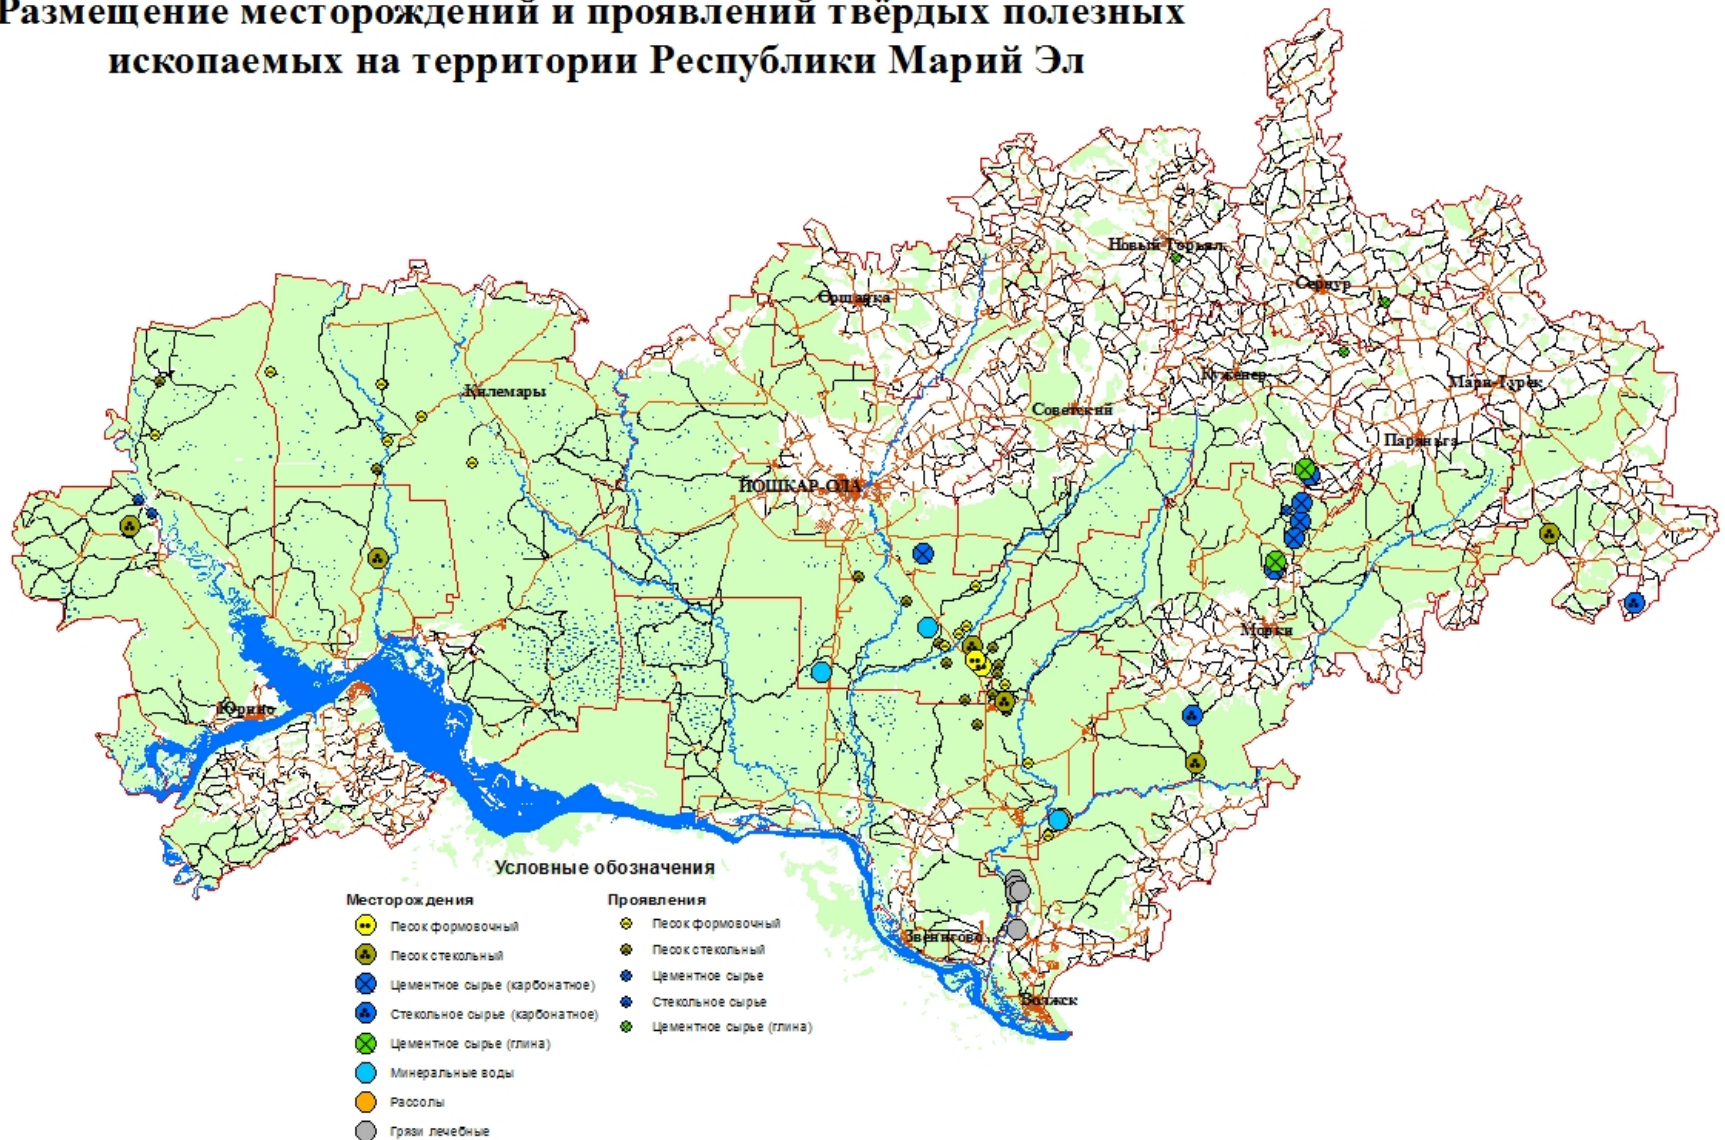 Размещение месторождений и проявлений твёрдых полезных
ископаемых на территории Республики Марий Эл
Новый Торъял
Сернур
Оршанка
Куженер
Мари-Турек
Килемары
Советский
Параньга
ЙОШКАР-ОЛА
Морки
Юрино
Звенигово
Волжск
Условные обозначения
Месторождения
Песок формовочный
Песок стекольный
Цементное сырье (карбонатное)
Стекольное сырье (карбонатное)
Цементное сырье (глина)
Минеральные воды
Рассолы
Грязи лечебные
Проявления
Песок формовочный
Песок стекольный
Цементное сырье
Стекольное сырье
Цементное сырье (глина)